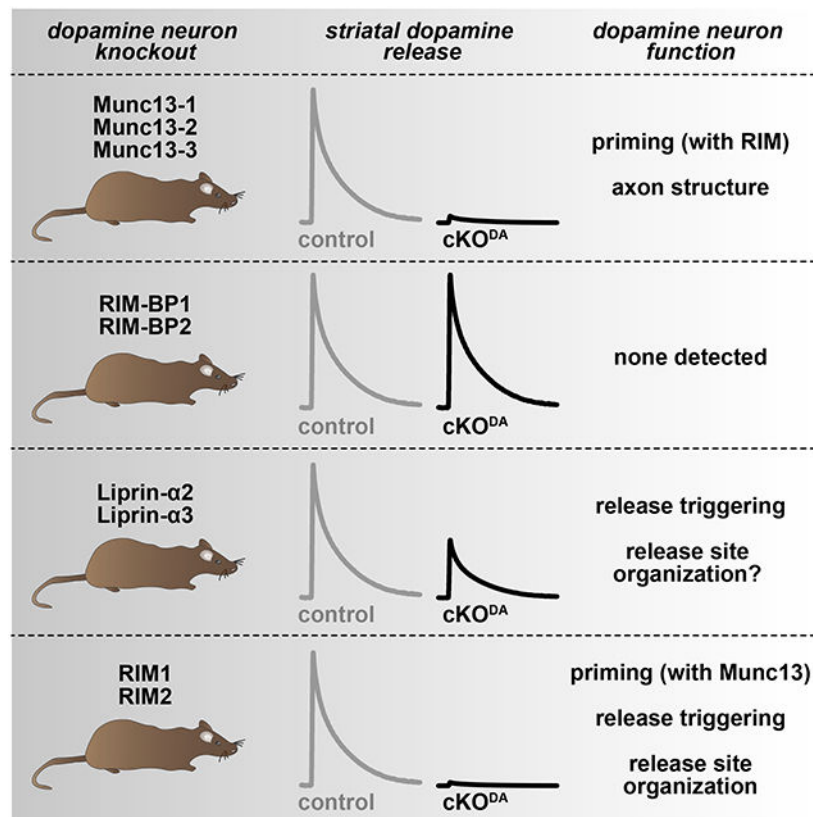 dopamine neuron
knockout
striatal dopamine
release
dopamine neuron
function
Munc13-1
Munc13-2
Munc13-3
control
cKOᴰᴬ
priming (with RIM)
axon structure
RIM-BP1
RIM-BP2
control
cKOᴰᴬ
none detected
Liprin-α2
Liprin-α3
control
cKOᴰᴬ
release triggering
release site
organization?
RIM1
RIM2
control
cKOᴰᴬ
priming (with Munc13)
release triggering
release site
organization